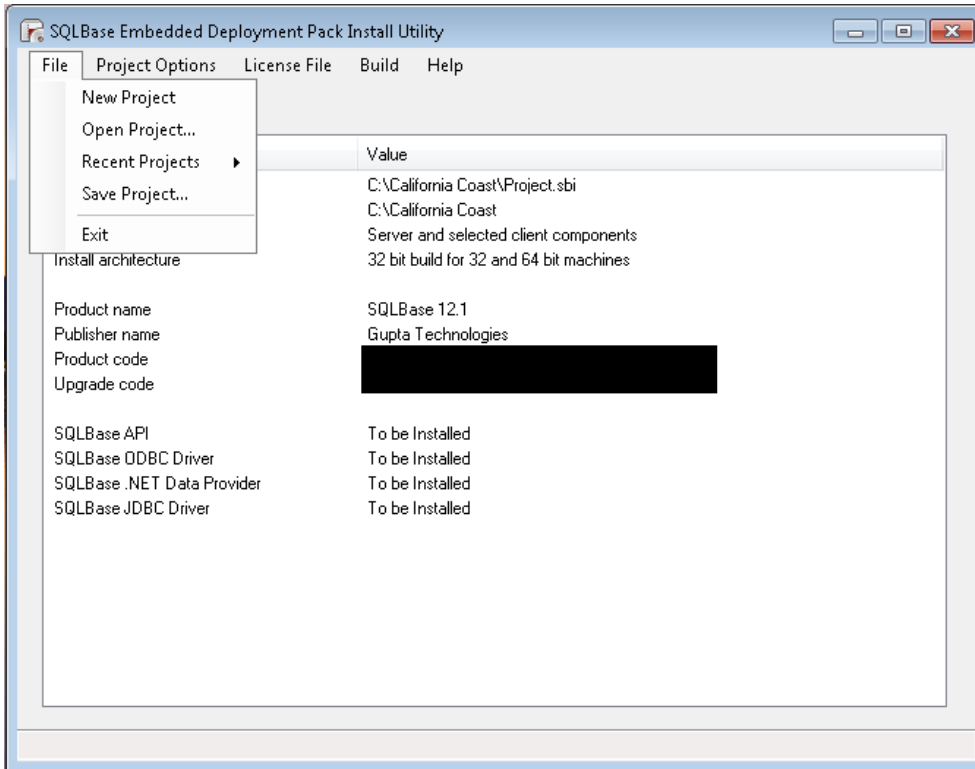 SQLBase Embedded Deployment Pack Install Utility
File Project Options License File Build Help
New Project
Open Project...
Recent Projects
Save Project...
Exit
Value
C:\California Coast\Project.sbi
C:\California Coast
Server and selected client components
Install architecture 32 bit build for 32 and 64 bit machines
Product name SQLBase 12.1
Publisher name Gupta Technologies
Product code
Upgrade code
SQLBase API To be Installed
SQLBase ODBC Driver To be Installed
SQLBase .NET Data Provider To be Installed
SQLBase JDBC Driver To be Installed